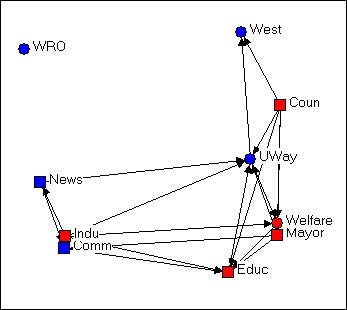 West
WRO
Coun
UWay
News
Welfare
Indu
Mayor
Comm
Educ